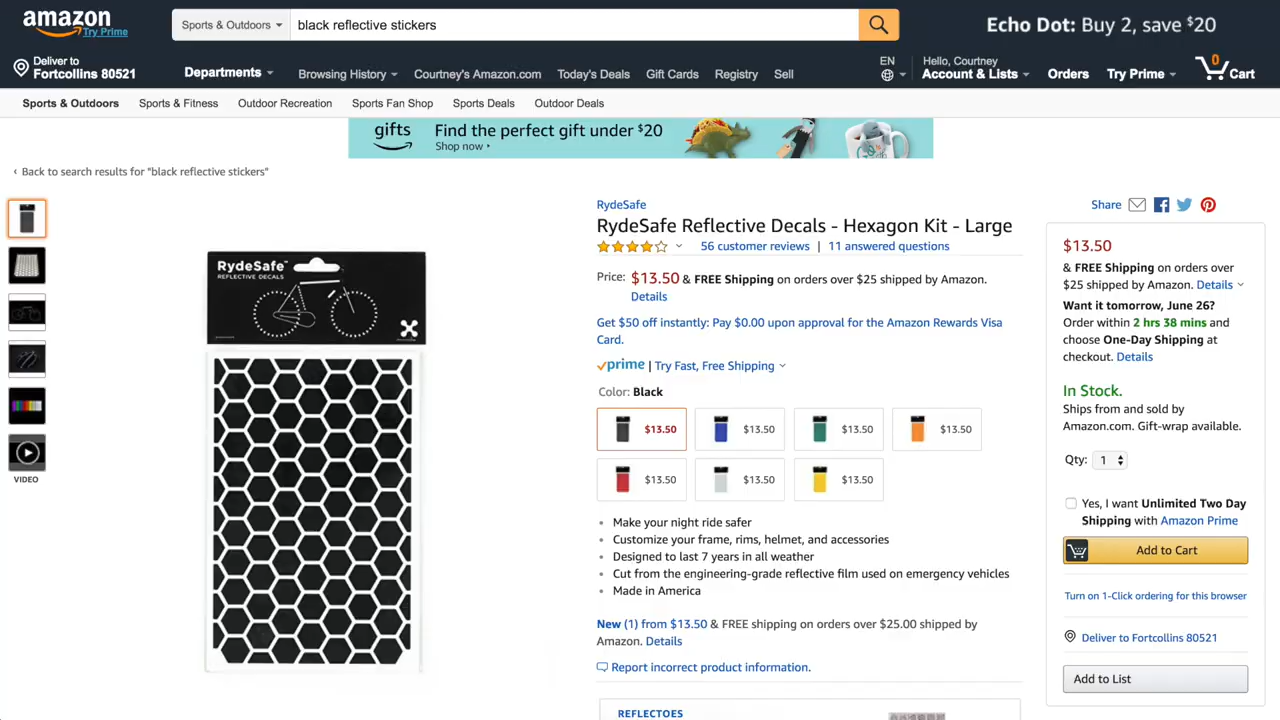 amazon
Try Prime
Sports & Outdoors
black reflective stickers
Echo Dot: Buy 2, save $20
Deliver to
Fortcollins 80521
Departments
Browsing History
Courtney's Amazon.com
Today's Deals
Gift Cards
Registry
Sell
EN
Hello, Courtney
Account & Lists
Orders
Try Prime
0
Cart
Sports & Outdoors
Sports & Fitness
Outdoor Recreation
Sports Fan Shop
Sports Deals
Outdoor Deals
gifts
Find the perfect gift under $20
Shop now
‹ Back to search results for "black reflective stickers"
VIDEO
RydeSafe™
REFLECTIVE DECALS
RydeSafe
RydeSafe Reflective Decals - Hexagon Kit - Large
56 customer reviews | 11 answered questions
Price: $13.50 & FREE Shipping on orders over $25 shipped by Amazon.
Details
Get $50 off instantly: Pay $0.00 upon approval for the Amazon Rewards Visa
Card.
prime | Try Fast, Free Shipping
Color: Black
$13.50
$13.50
$13.50
$13.50
$13.50
$13.50
$13.50
• Make your night ride safer
• Customize your frame, rims, helmet, and accessories
• Designed to last 7 years in all weather
• Cut from the engineering-grade reflective film used on emergency vehicles
• Made in America
New (1) from $13.50 & FREE shipping on orders over $25.00 shipped by
Amazon. Details
Report incorrect product information.
REFLECTOES
Share
$13.50
& FREE Shipping on orders over
$25 shipped by Amazon. Details
Want it tomorrow, June 26?
Order within 2 hrs 38 mins and
choose One-Day Shipping at
checkout. Details
In Stock.
Ships from and sold by
Amazon.com. Gift-wrap available.
Qty: 1
Yes, I want Unlimited Two Day
Shipping with Amazon Prime
Add to Cart
Turn on 1-Click ordering for this browser
Deliver to Fortcollins 80521
Add to List